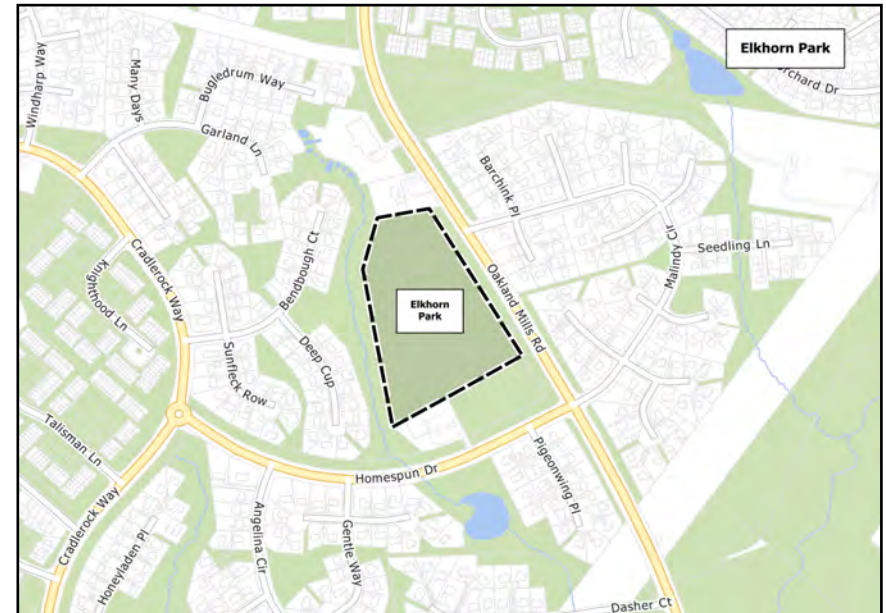 Elkhorn Park
Windharp Way
Many Days
Bugledrum Way
Garland Ln
Barchink Pl
Cradlerock Way
Knighthood Ln
Bendbough Ct
Oakland Mills Rd
Malindy Cir
Seedling Ln
Elkhorn
Park
Deep Cup
Sunfleck Row
Talisman Ln
Homespun Dr
Pigeonwing Pl
Cradlerock Way
Honeyladen Pl
Angelina Cir
Gentle Way
Dasher Ct